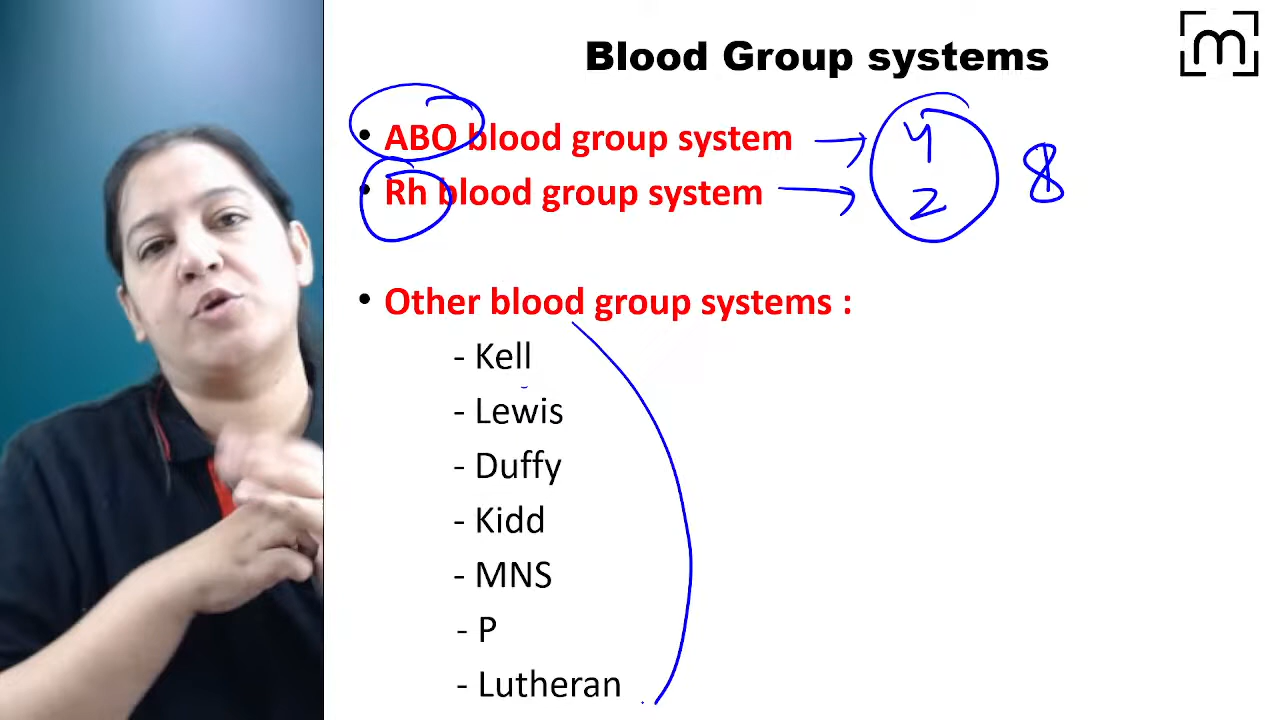 Blood Group systems
[m]
• ABO blood group system → 4
• Rh blood group system → 2
8
• Other blood group systems :
- Kell
- Lewis
- Duffy
- Kidd
- MNS
- P
- Lutheran